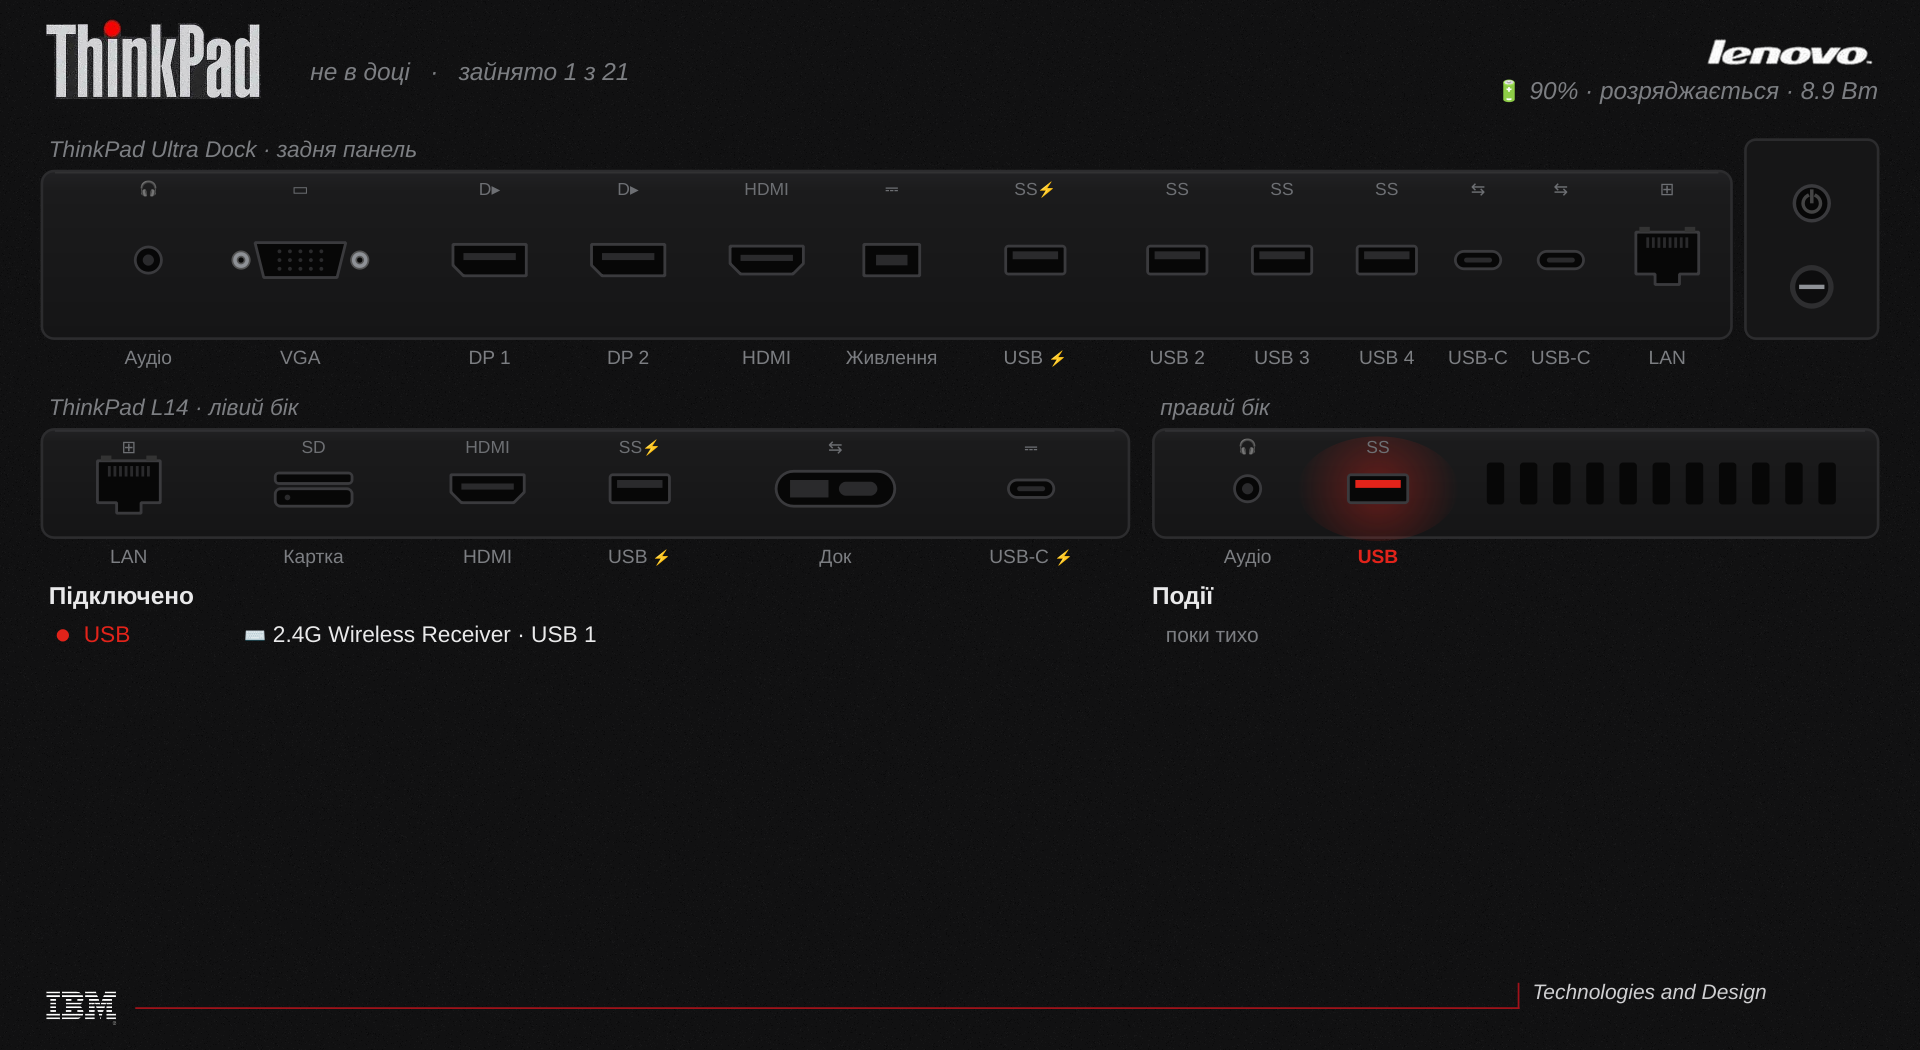 ThinkPad
не в доці · зайнято 1 з 21
lenovo
90% · розряджається · 8.9 Вт
ThinkPad Ultra Dock · задня панель
D▸ D▸ HDMI SS⚡ SS SS SS
Аудіо VGA DP 1 DP 2 HDMI Живлення USB ⚡ USB 2 USB 3 USB 4 USB-C USB-C LAN
ThinkPad L14 · лівий бік
SD HDMI SS⚡
LAN Картка HDMI USB ⚡ Док USB-C ⚡
правий бік
SS
Аудіо USB
Підключено
USB 2.4G Wireless Receiver · USB 1
Події
поки тихо
IBM
Technologies and Design